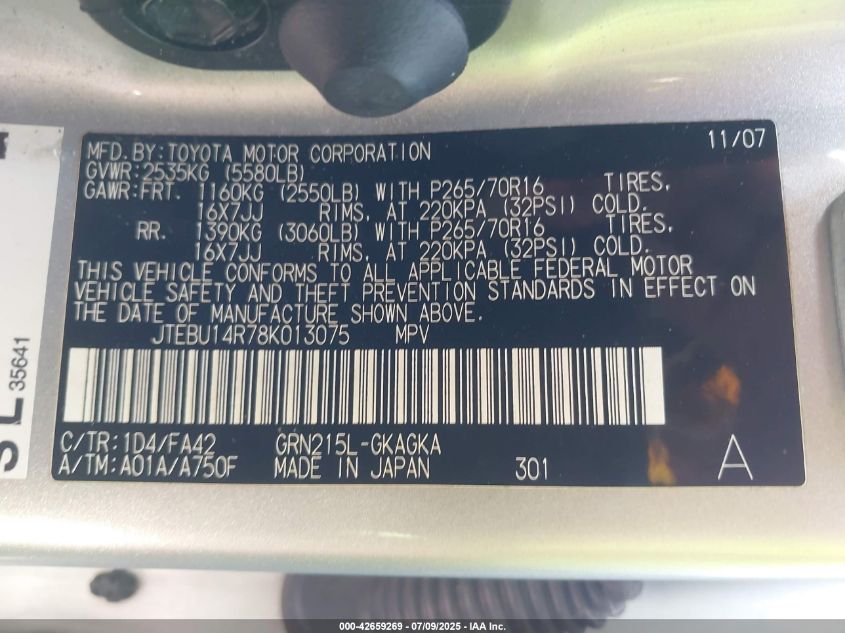 MFD.BY:TOYOTA MOTOR CORPORATION 11/07
GVWR:2535KG (5580LB)
GAWR:FRT. 1160KG (2550LB) WITH P265/70R16 TIRES,
16X7JJ RIMS, AT 220KPA (32PSI) COLD.
RR. 1390KG (3060LB) WITH P265/70R16 TIRES,
16X7JJ RIMS, AT 220KPA (32PSI) COLD.
THIS VEHICLE CONFORMS TO ALL APPLICABLE FEDERAL MOTOR
VEHICLE SAFETY AND THEFT PREVENTION STANDARDS IN EFFECT ON
THE DATE OF MANUFACTURE SHOWN ABOVE.
JTEBU14R78K013075 MPV
C/TR:1D4/FA42 GRN215L-GKAGKA
A/TM:A01A/A750F MADE IN JAPAN 301 A
SL
35641
000-42659269 - 07/09/2025 - IAA Inc.